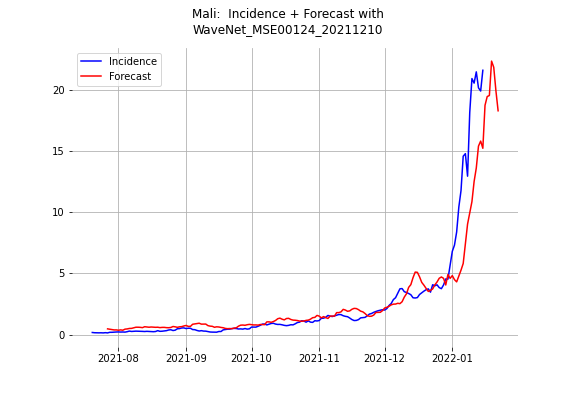 Mali:  Incidence + Forecast with
WaveNet_MSE00124_20211210
Incidence
Forecast
20
15
10
5
0
2021-08
2021-09
2021-10
2021-11
2021-12
2022-01